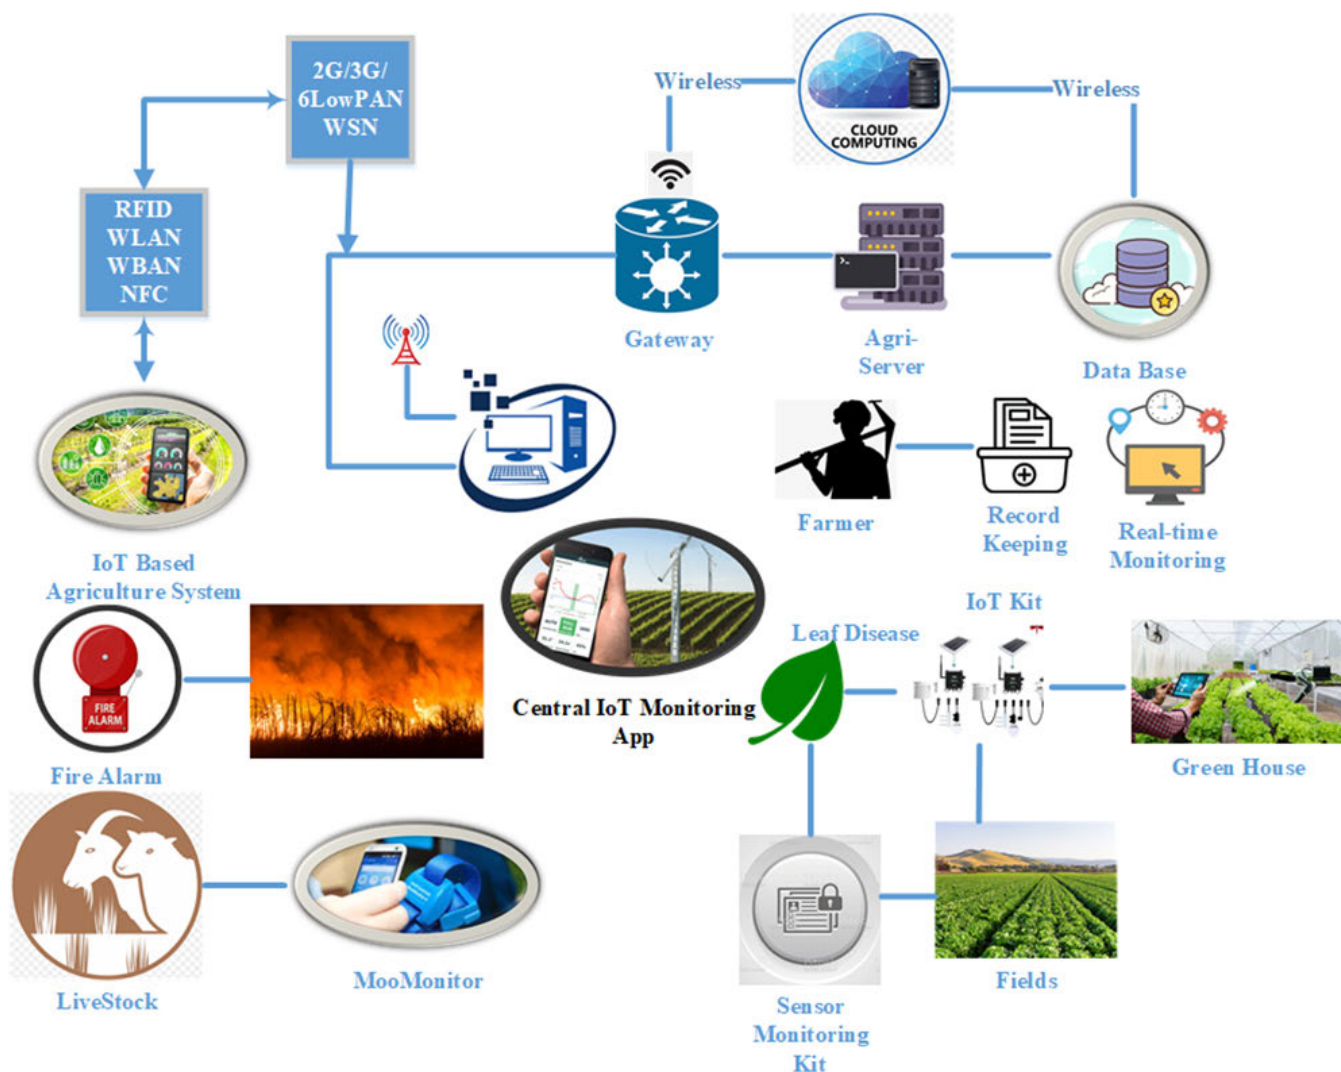 2G/3G/
6LowPAN
WSN
Wireless
CLOUD
COMPUTING
Wireless
RFID
WLAN
WBAN
NFC
Gateway
Agri-
Server
Data Base
Farmer
Record
Keeping
Real-time
Monitoring
IoT Based
Agriculture System
FIRE
ALARM
Fire Alarm
Central IoT Monitoring
App
Leaf Disease
IoT Kit
Green House
LiveStock
MooMonitor
Sensor
Monitoring
Kit
Fields